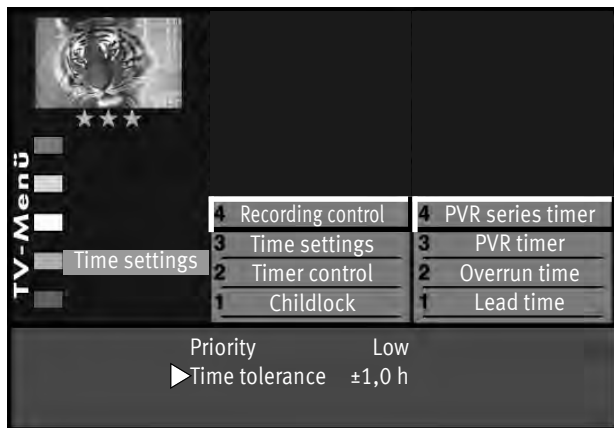 TV-Menü
Time settings
4 Recording control
3 Time settings
2 Timer control
1 Childlock
4 PVR series timer
3 PVR timer
2 Overrun time
1 Lead time
Priority Low
Time tolerance ±1,0 h